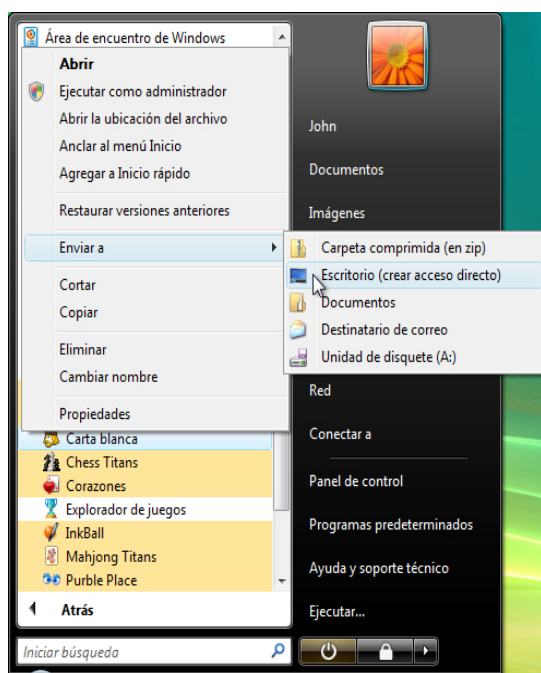 Área de encuentro de Windows
Abrir
Ejecutar como administrador
Abrir la ubicación del archivo
Anclar al menú Inicio
Agregar a Inicio rápido
Restaurar versiones anteriores
Enviar a
Cortar
Copiar
Eliminar
Cambiar nombre
Propiedades
Carta blanca
Chess Titans
Corazones
Explorador de juegos
InkBall
Mahjong Titans
Purble Place
Atrás
Iniciar búsqueda
John
Documentos
Imágenes
Carpeta comprimida (en zip)
Escritorio (crear acceso directo)
Documentos
Destinatario de correo
Unidad de disquete (A:)
Red
Conectar a
Panel de control
Programas predeterminados
Ayuda y soporte técnico
Ejecutar...